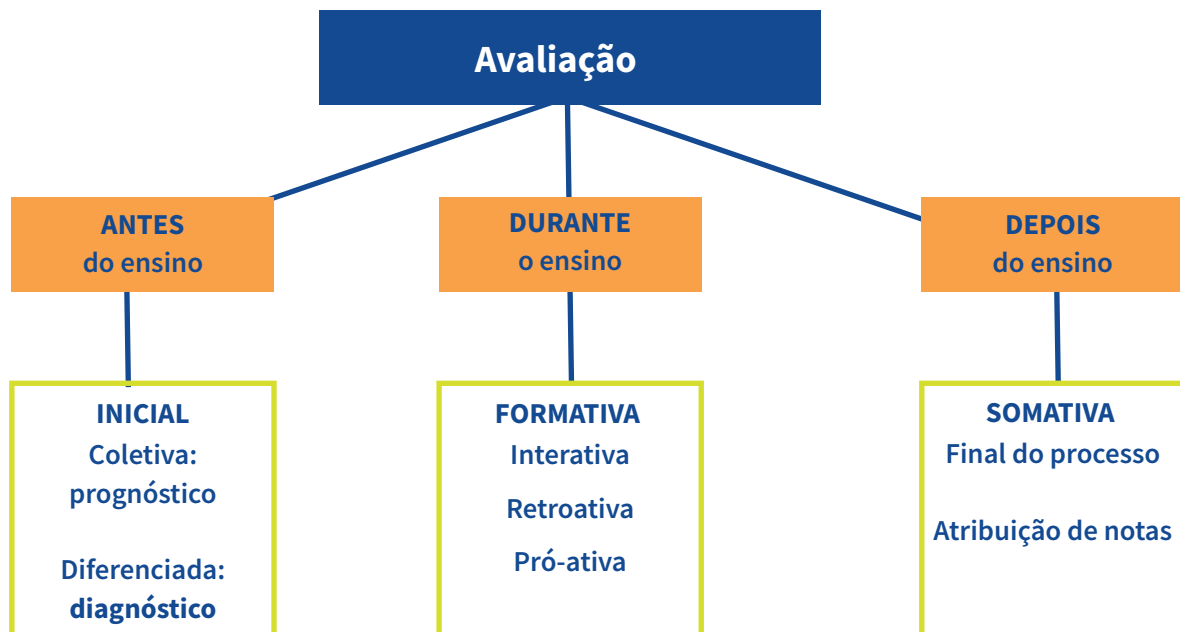 Avaliação
ANTES
do ensino
DURANTE
o ensino
DEPOIS
do ensino
INICIAL
Coletiva:
prognóstico
Diferenciada:
diagnóstico
FORMATIVA
Interativa
Retroativa
Pró-ativa
SOMATIVA
Final do processo
Atribuição de notas